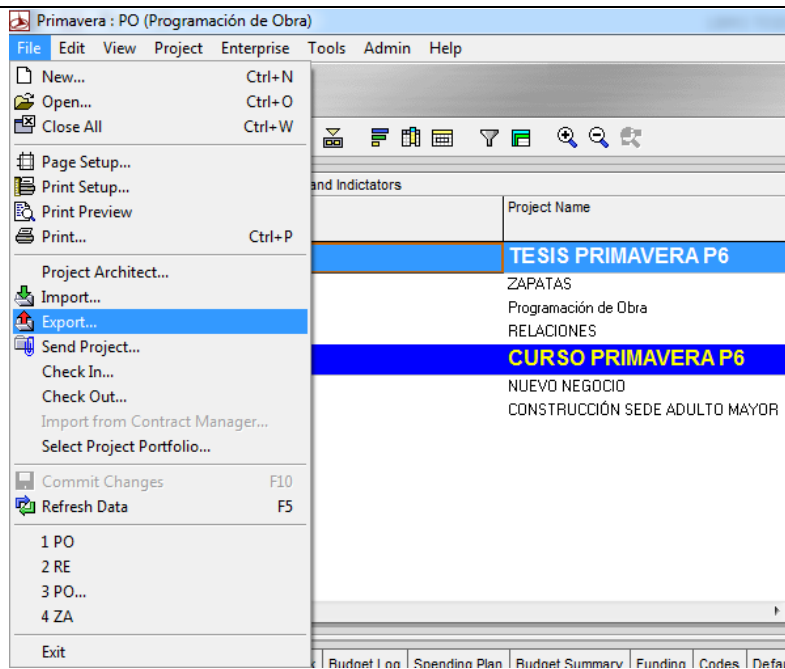 Primavera : PO (Programación de Obra)
File Edit View Project Enterprise Tools Admin Help
New... Ctrl+N
Open... Ctrl+O
Close All Ctrl+W
Page Setup...
Print Setup...
Print Preview
Print... Ctrl+P
Project Architect...
Import...
Export...
Send Project...
Check In...
Check Out...
Import from Contract Manager...
Select Project Portfolio...
Commit Changes F10
Refresh Data F5
1 PO
2 RE
3 PO...
4 ZA
Exit
and Indictators
Project Name
TESIS PRIMAVERA P6
ZAPATAS
Programación de Obra
RELACIONES
CURSO PRIMAVERA P6
NUEVO NEGOCIO
CONSTRUCCIÓN SEDE ADULTO MAYOR
Budget Log Spending Plan Budget Summary Funding Codes Defa